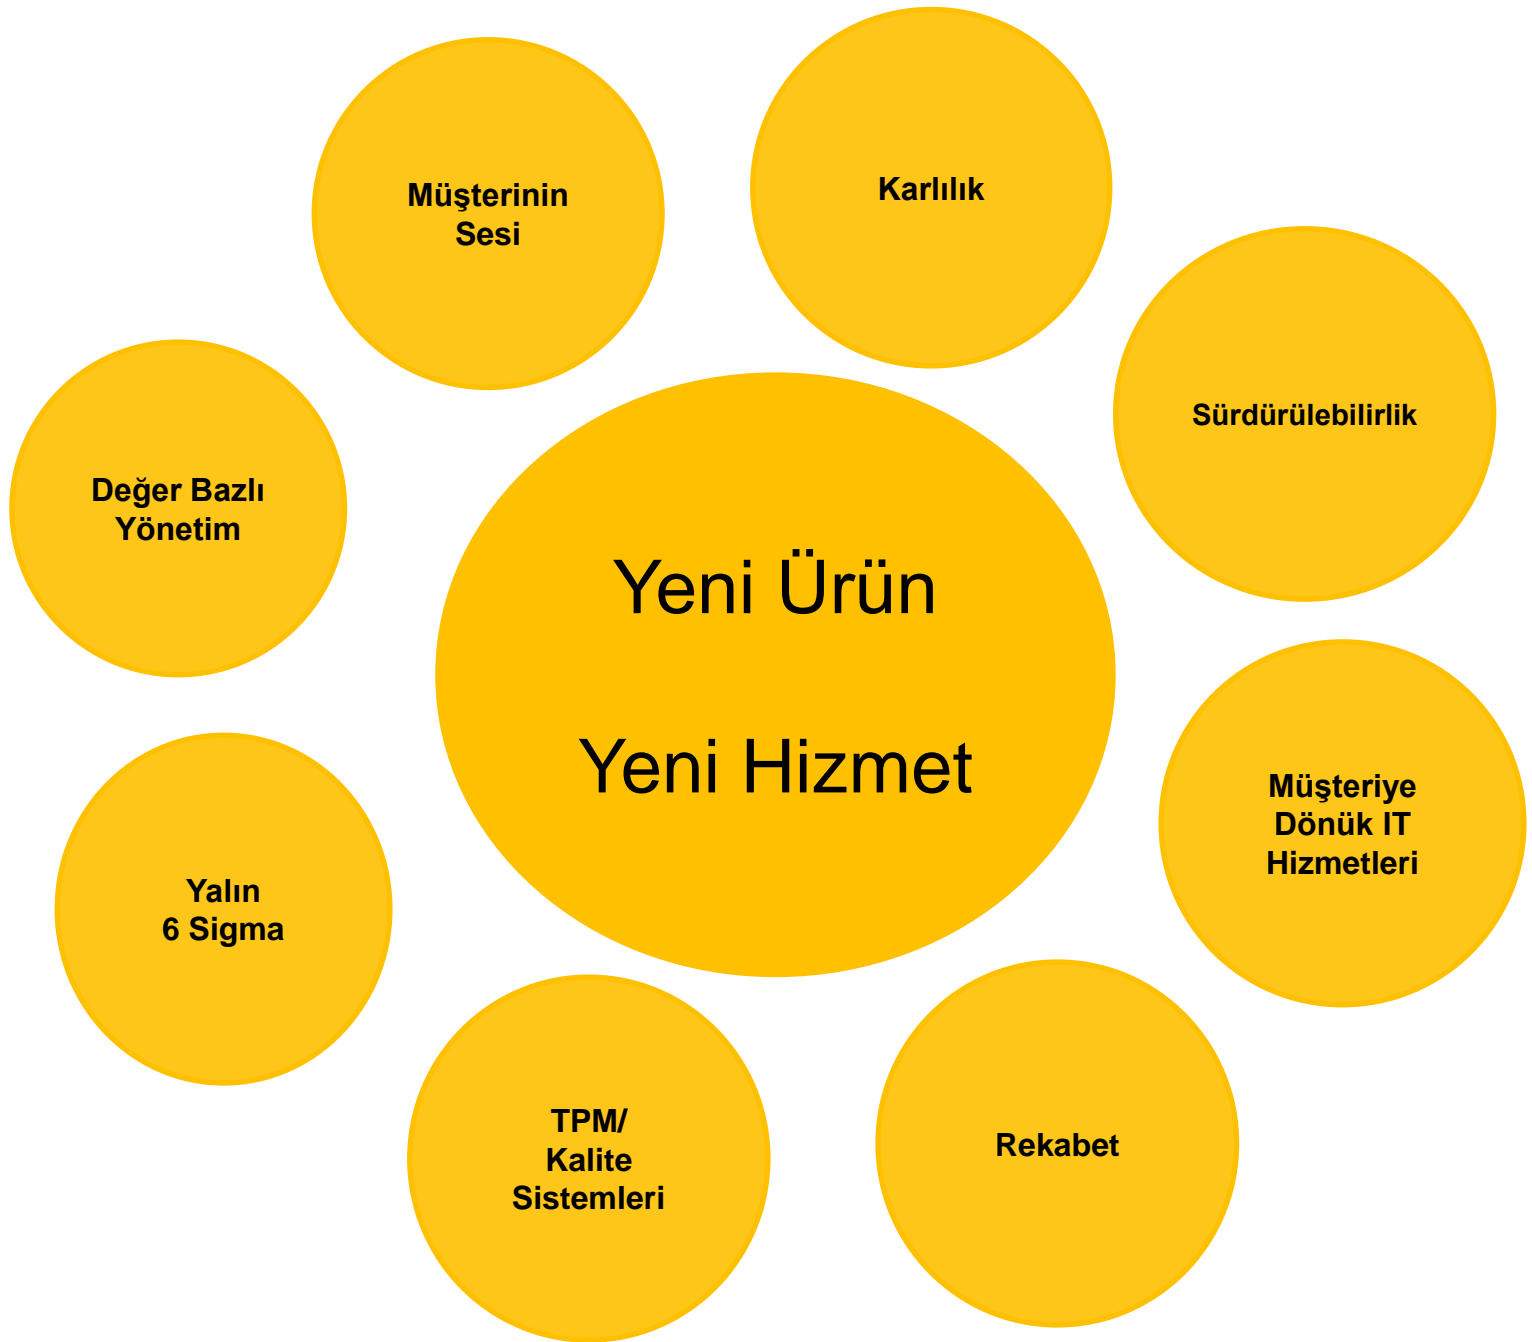 Müşterinin
Sesi
Karlılık
Sürdürülebilirlik
Değer Bazlı
Yönetim
Yeni Ürün
Yeni Hizmet
Müşteriye
Dönük IT
Hizmetleri
Yalın
6 Sigma
TPM/
Kalite
Sistemleri
Rekabet